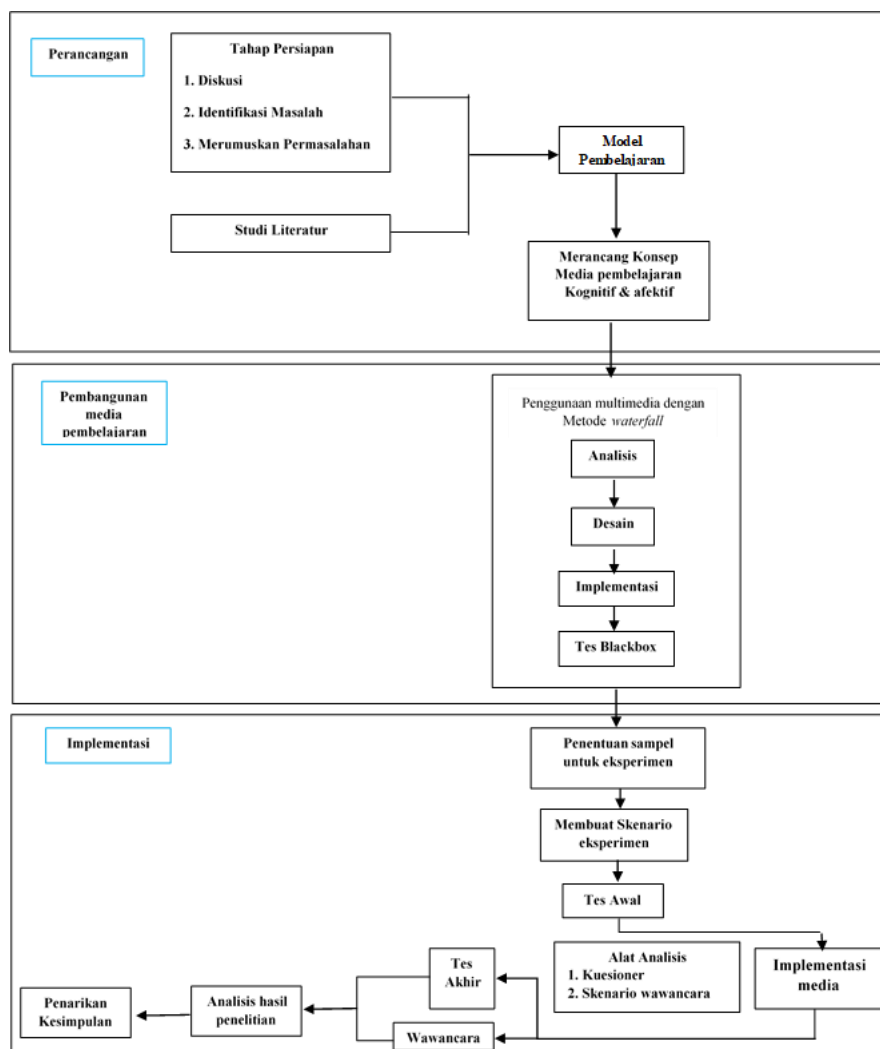 Perancangan
Tahap Persiapan
1. Diskusi
2. Identifikasi Masalah
3. Merumuskan Permasalahan
Studi Literatur
Model
Pembelajaran
Merancang Konsep
Media pembelajaran
Kognitif & afektif
Pembangunan
media
pembelajaran
Penggunaan multimedia dengan
Metode waterfall
Analisis
Desain
Implementasi
Tes Blackbox
Implementasi
Penentuan sampel
untuk eksperimen
Membuat Skenario
eksperimen
Tes Awal
Alat Analisis
1. Kuesioner
2. Skenario wawancara
Implementasi
media
Tes
Akhir
Wawancara
Analisis hasil
penelitian
Penarikan
Kesimpulan